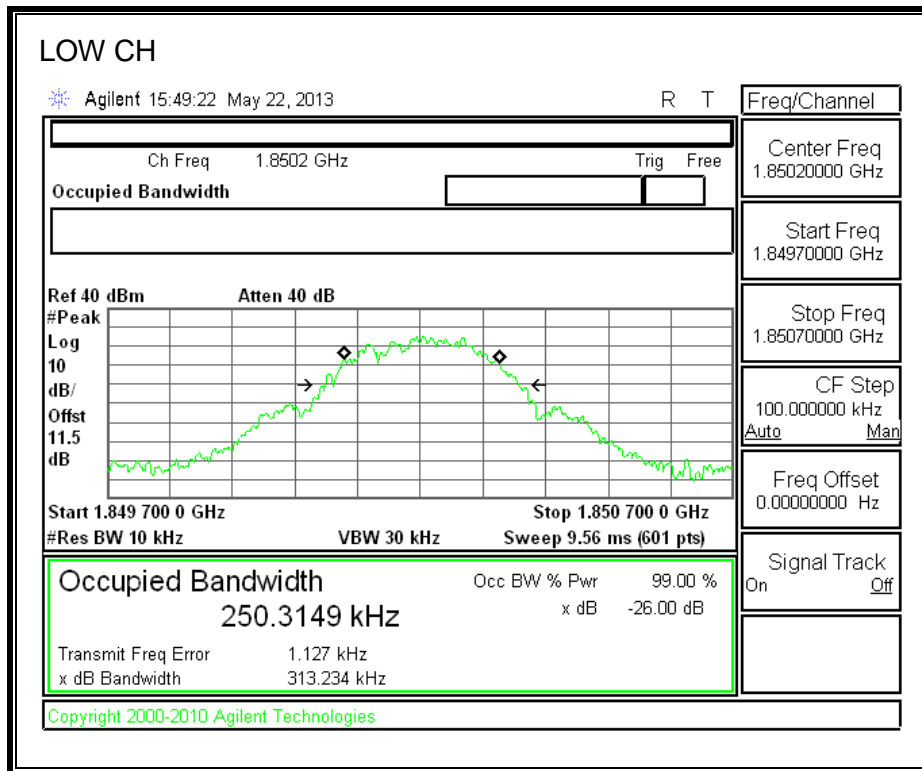 LOW CH
Agilent 15:49:22 May 22, 2013 R T
Freq/Channel
Ch Freq 1.8502 GHz Trig Free
Occupied Bandwidth
Center Freq
1.85020000 GHz
Start Freq
1.84970000 GHz
Stop Freq
1.85070000 GHz
CF Step
100.000000 kHz
Auto Man
Freq Offset
0.00000000 Hz
Signal Track
On Off
Ref 40 dBm Atten 40 dB
#Peak
Log
10
dB/
Offst
11.5
dB
Start 1.849 700 0 GHz Stop 1.850 700 0 GHz
#Res BW 10 kHz VBW 30 kHz Sweep 9.56 ms (601 pts)
Occupied Bandwidth Occ BW % Pwr 99.00 %
250.3149 kHz x dB -26.00 dB
Transmit Freq Error 1.127 kHz
x dB Bandwidth 313.234 kHz
Copyright 2000-2010 Agilent Technologies